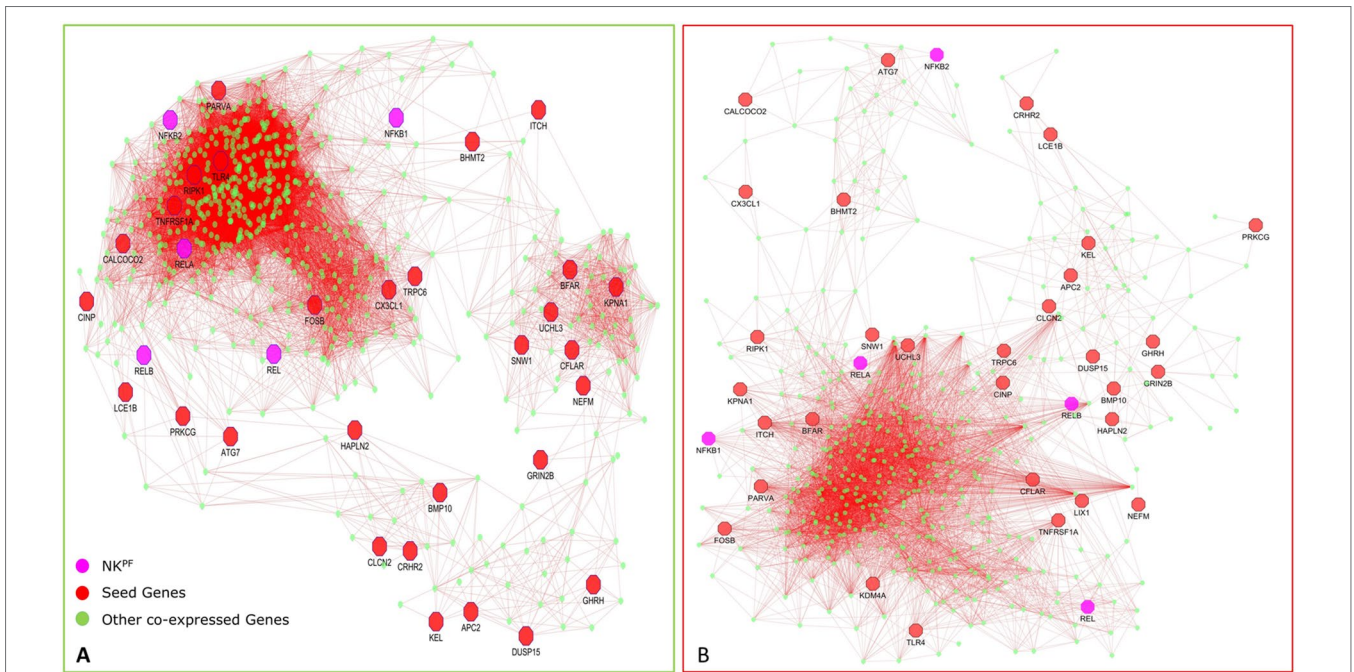 PARVA
NFKB2
NFKB1
ITCH
BHMT2
TLR4
RIPK1
TNFRSF1A
CALCOCO2
RELA
CINP
FOSB
CX3CL1
TRPC6
BFAR
KPNA1
UCHL3
SNW1
CFLAR
NEFM
RELB
REL
LCE1B
PRKCG
ATG7
HAPLN2
GRIN2B
BMP10
CLCN2
CRHR2
GHRH
KEL
APC2
DUSP15
NKPF
Seed Genes
Other co-expressed Genes
A
ATG7
NFKB2
CALCOCO2
CRHR2
LCE1B
CX3CL1
BHMT2
PRKCG
KEL
APC2
CLCN2
RIPK1
SNW1
UCHL3
RELA
TRPC6
GHRH
DUSP15
GRIN2B
CINP
KPNA1
BMP10
RELB
ITCH
BFAR
HAPLN2
NFKB1
PARVA
CFLAR
LIX1
NEFM
FOSB
TNFRSF1A
KDM4A
REL
TLR4
B